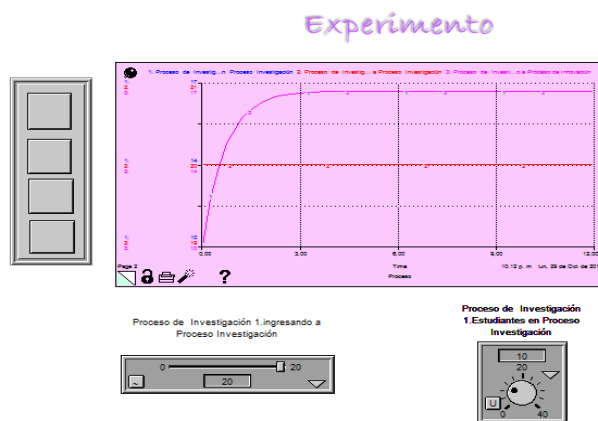 Experimento
1: Proceso de Investig...n Proceso Investigación 2: Proceso de Investig... a Proceso Investigación 3: Proceso de Investi...o a Proceso de Innovación
0,00 3,00 6,00 9,00 12,00
Page 2 Time 10:12 p. m. lun, 29 de Oct de 201
Proceso
?
Proceso de Investigación 1.ingresando a
Proceso Investigación
0 20
~ 20
Proceso de Investigación
1.Estudiantes en Proceso
Investigación
10
20
U
0 40